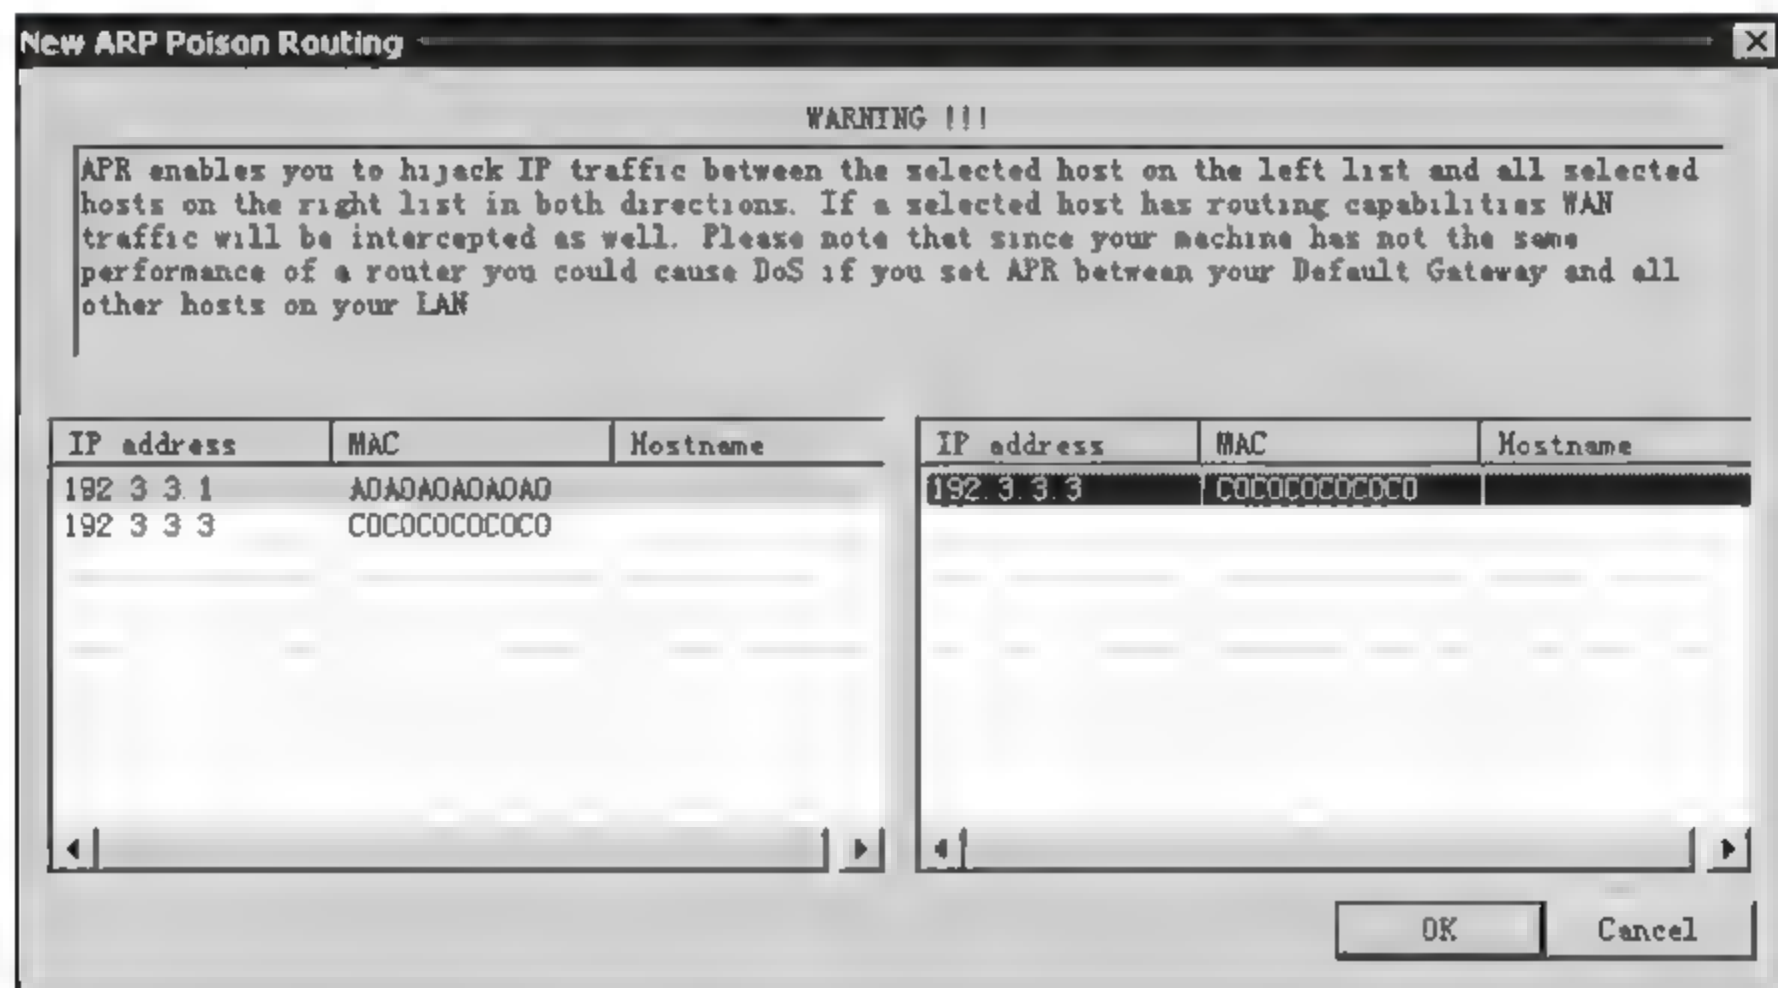 New ARP Poison Routing
WARNING !!!
APR enables you to hijack IP traffic between the selected host on the left list and all selected
hosts on the right list in both directions. If a selected host has routing capabilities WAN
traffic will be intercepted as well. Please note that since your machine has not the same
performance of a router you could cause DoS if you set APR between your Default Gateway and all
other hosts on your LAN
IP address MAC Hostname IP address MAC Hostname
192 3 3.1 A0A0A0A0A0A0 192.3.3.3 C0C0C0C0C0C0
192 3 3 3 C0C0C0C0C0C0
OK Cancel